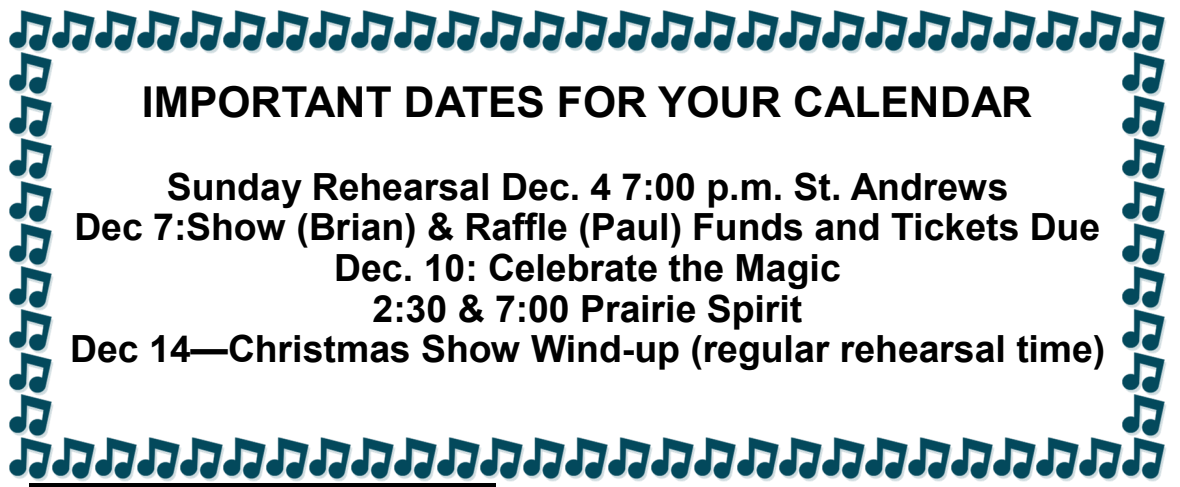 IMPORTANT DATES FOR YOUR CALENDAR
Sunday Rehearsal Dec. 4 7:00 p.m. St. Andrews
Dec 7:Show (Brian) & Raffle (Paul) Funds and Tickets Due
Dec. 10: Celebrate the Magic
2:30 & 7:00 Prairie Spirit
Dec 14—Christmas Show Wind-up (regular rehearsal time)